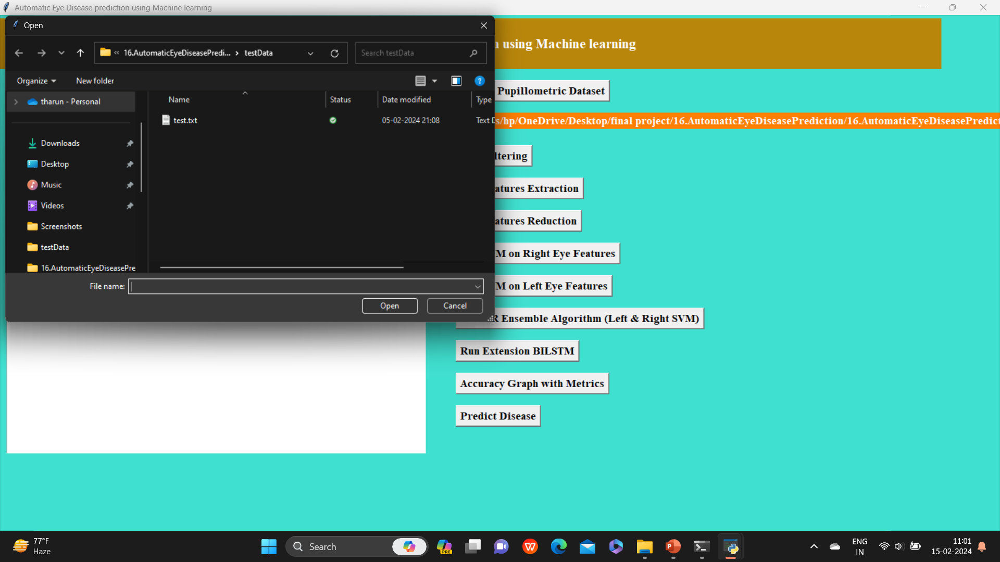 Automatic Eye Disease prediction using Machine learning
Open
16.AutomaticEyeDiseasePredi... › testData
Search testData
Organize
New folder
tharun - Personal
Downloads
Desktop
Music
Videos
Screenshots
testData
16.AutomaticEyeDiseasePre
Name
Status
Date modified
Type
test.txt
05-02-2024 21:08
Text D
File name:
Open
Cancel
using Machine learning
Pupillometric Dataset
s/hp/OneDrive/Desktop/final project/16.AutomaticEyeDiseasePrediction/16.AutomaticEyeDiseasePredict
ltering
atures Extraction
atures Reduction
M on Right Eye Features
M on Left Eye Features
R Ensemble Algorithm (Left & Right SVM)
Run Extension BILSTM
Accuracy Graph with Metrics
Predict Disease
77°F
Haze
Search
PRE
ENG
IN
11:01
15-02-2024